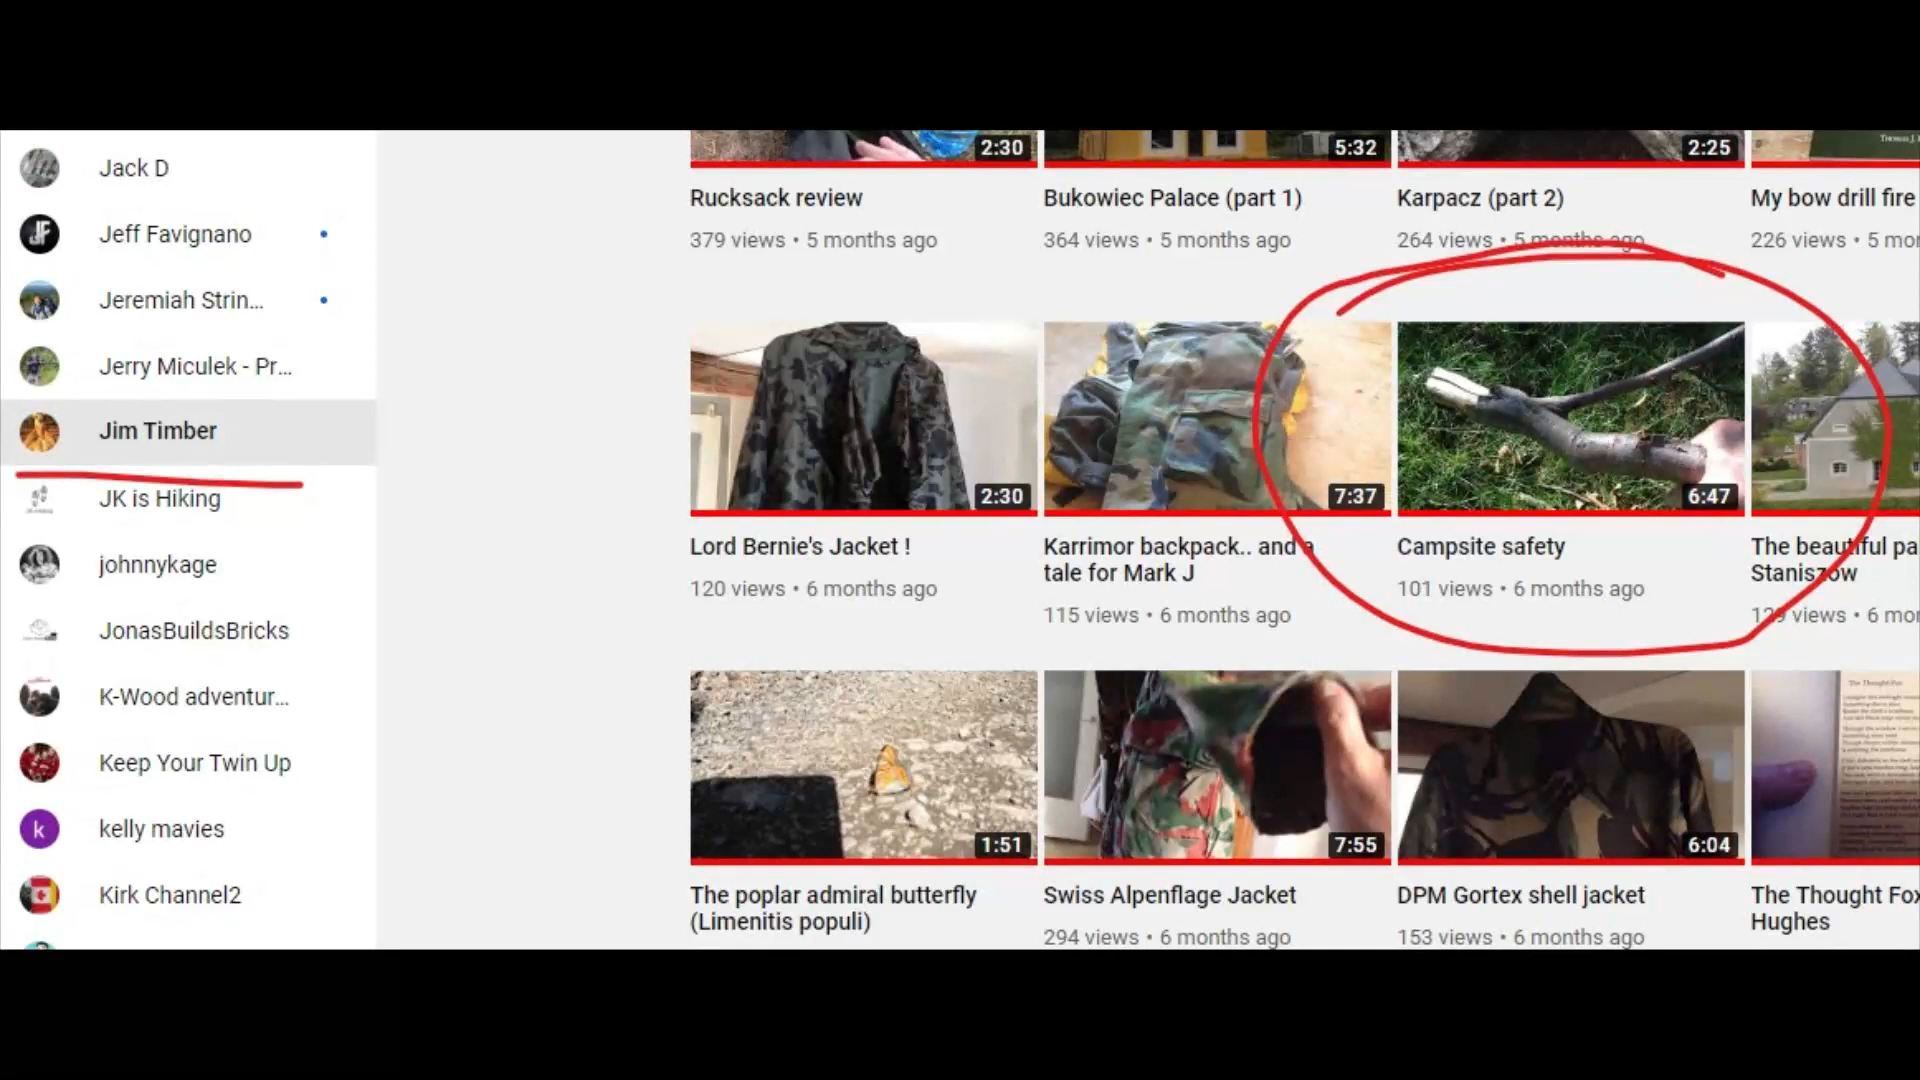 Jack D
Jeff Favignano
Jeremiah Strin...
Jerry Miculek - Pr...
Jim Timber
JK is Hiking
johnnykage
JonasBuildsBricks
K-Wood adventur...
Keep Your Twin Up
k
kelly mavies
Kirk Channel2
2:30
5:32
2:25
Rucksack review
379 views • 5 months ago
Bukowiec Palace (part 1)
364 views • 5 months ago
Karpacz (part 2)
264 views • 5 months ago
My bow drill fire
226 views • 5 mo
2:30
7:37
6:47
Lord Bernie's Jacket !
120 views • 6 months ago
Karrimor backpack.. and a
tale for Mark J
115 views • 6 months ago
Campsite safety
101 views • 6 months ago
The beautiful pa
Staniszow
129 views • 6 mo
1:51
7:55
6:04
The Thought Fox
The poplar admiral butterfly
(Limenitis populi)
Swiss Alpenflage Jacket
294 views • 6 months ago
DPM Gortex shell jacket
153 views • 6 months ago
The Thought Fox
Hughes